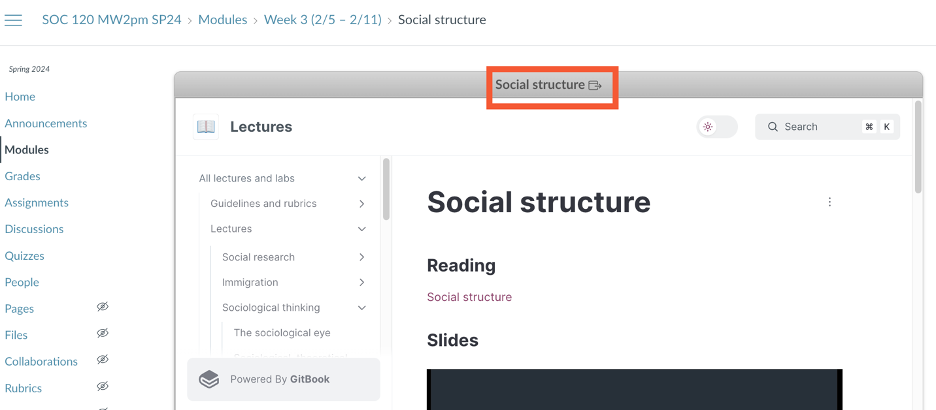 SOC 120 MW2pm SP24 › Modules › Week 3 (2/5 – 2/11) › Social structure
Spring 2024
Home
Announcements
Modules
Grades
Assignments
Discussions
Quizzes
People
Pages
Files
Collaborations
Rubrics
Social structure
Lectures
Search ⌘ K
All lectures and labs
Guidelines and rubrics
Lectures
Social research
Immigration
Sociological thinking
The sociological eye
Powered By GitBook
Social structure
Reading
Social structure
Slides